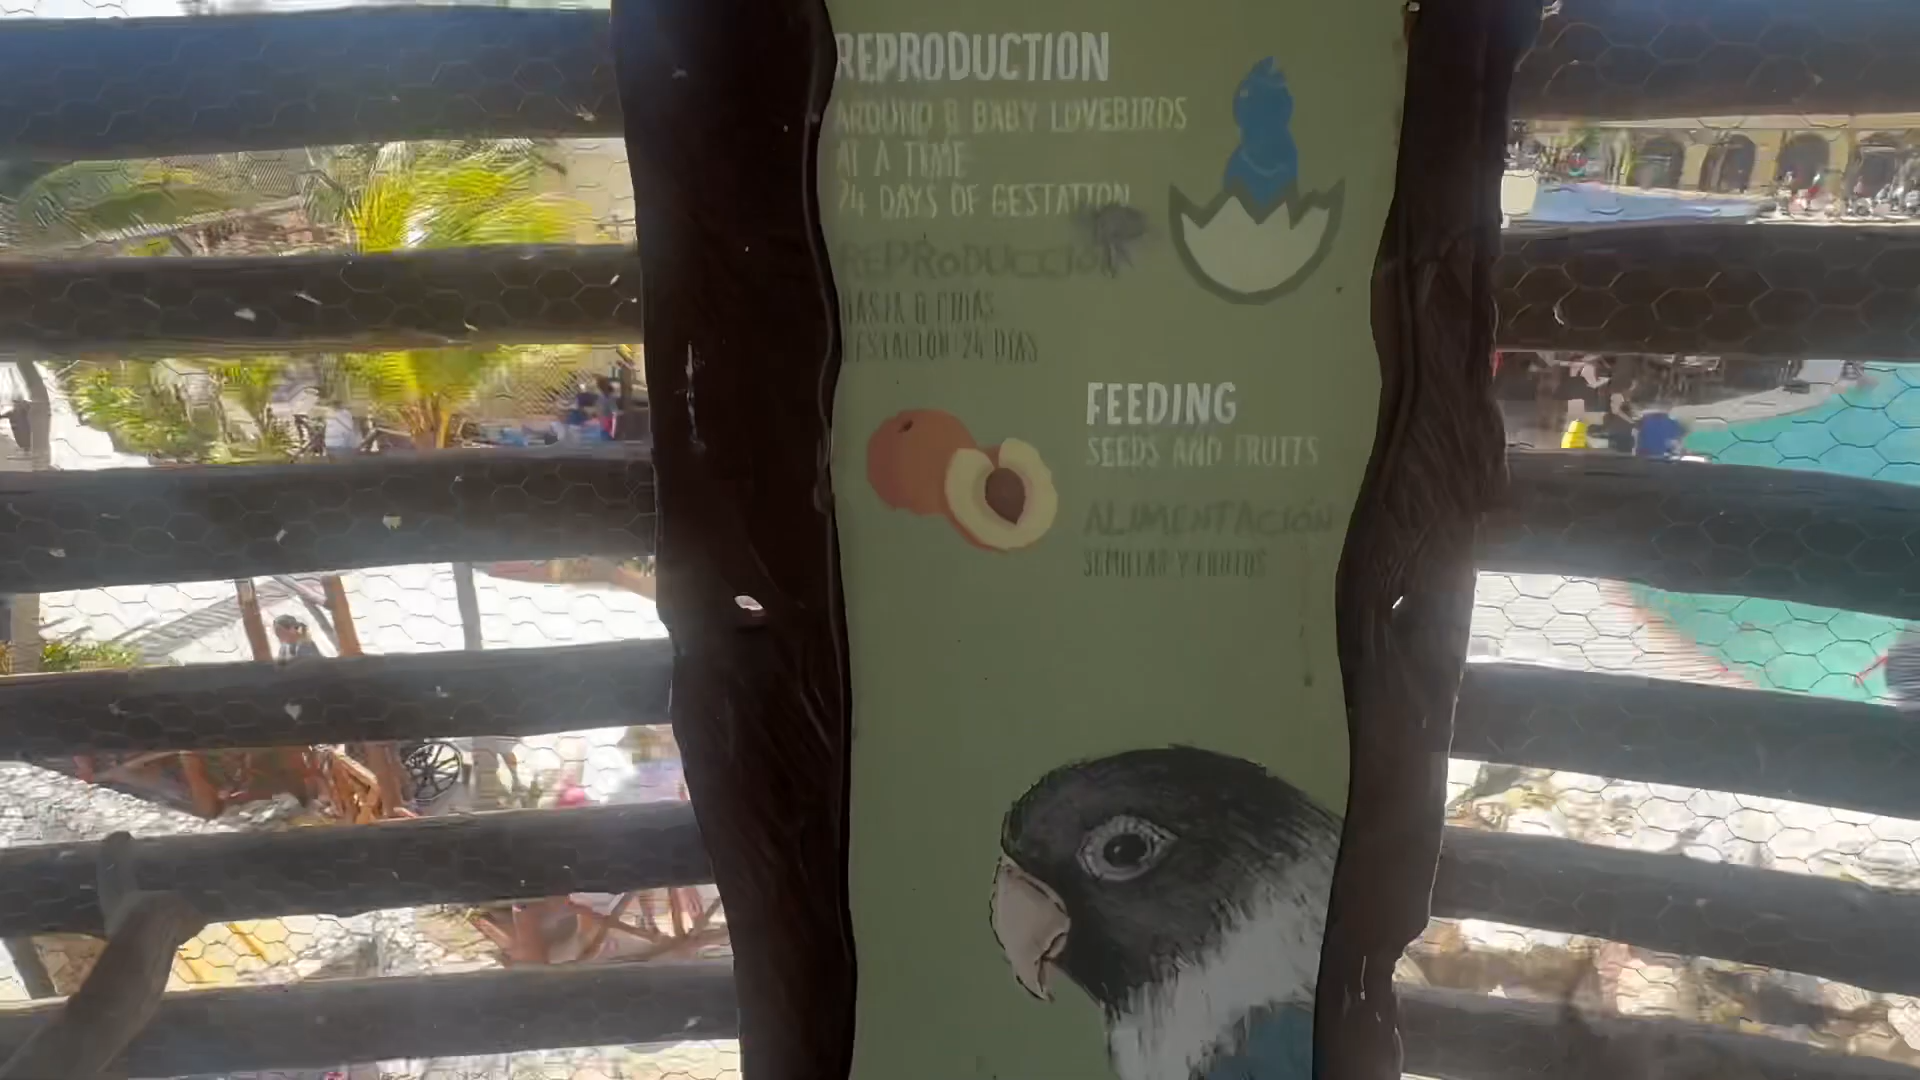 REPRODUCTION
AROUND 8 BABY LOVEBIRDS
AT A TIME
24 DAYS OF GESTATION
REPRODUCCIÓN
HASTA 8 CRIAS
GESTACION: 24 DIAS
FEEDING
SEEDS AND FRUITS
ALIMENTACIÓN
SEMILLAS Y FRUTOS